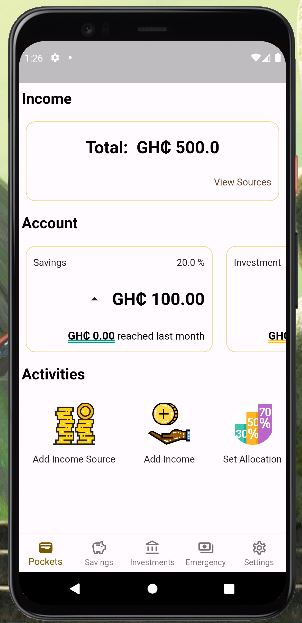 1:26
Income
Total: GH₵ 500.0
View Sources
Account
Savings 20.0 %
Investment
GH₵ 100.00
GH₵ 0.00 reached last month
GH₵
Activities
70 %
50 %
30%
Add Income Source
Add Income
Set Allocation
Pockets
Savings
Investments
Emergency
Settings